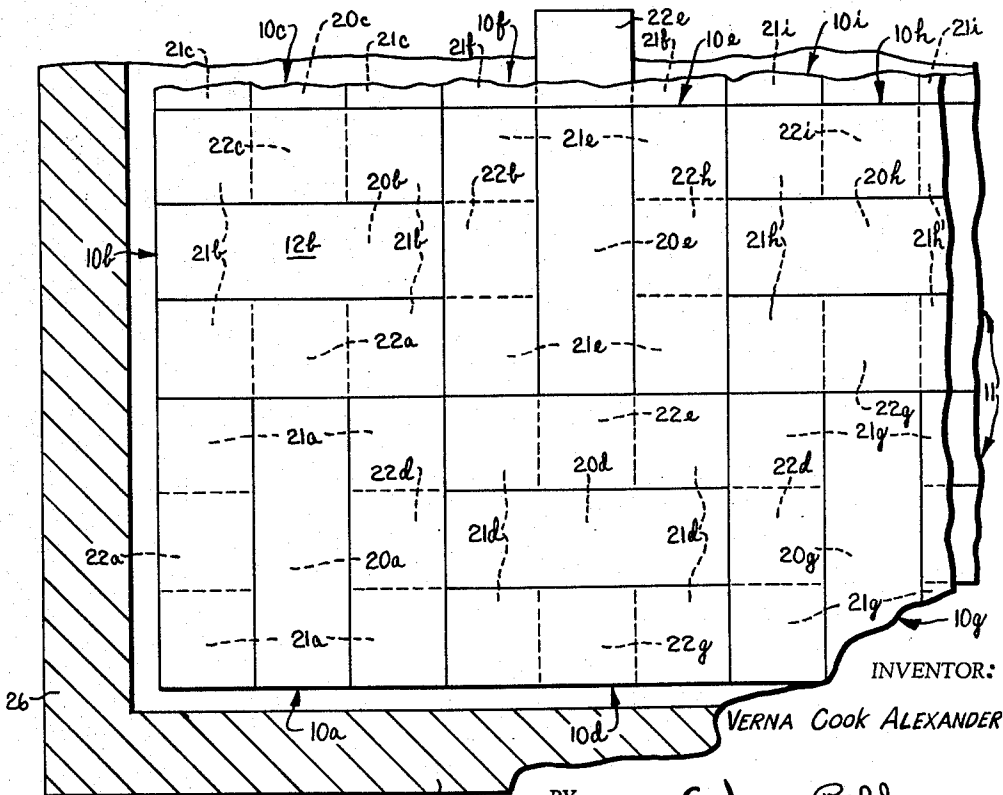 22e
20c
10c
21c
21c
21f
10f
21f
10e
21i
10i
10h
21i
22c
21e
22i
20b
22b
22h
20h
10b
21b
12b
21b
20e
21h
21h
22a
21e
11
22e
22g
21a
21g
22d
20d
22d
21d
21d
22a
20a
20g
21a
22g
21g
10g
INVENTOR:
26
10a
10d
VERNA COOK ALEXANDER
BY